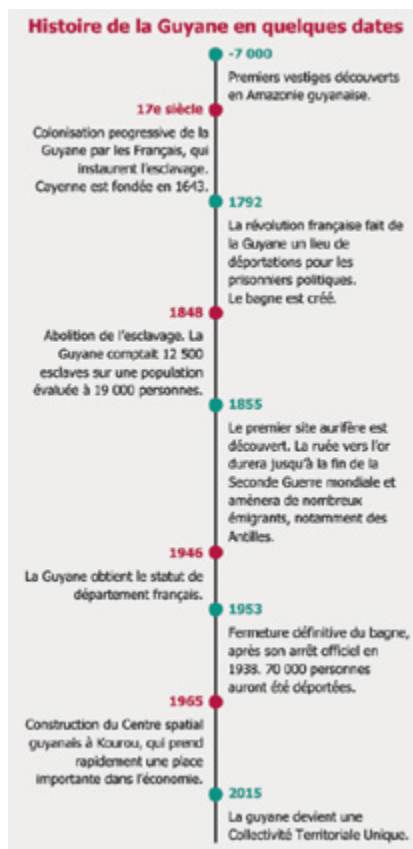 Histoire de la Guyane en quelques dates
-7 000
Premiers vestiges découverts
en Amazonie guyanaise.
17e siècle
Colonisation progressive de la
Guyane par les Français, qui
instaurent l'esclavage.
Cayenne est fondée en 1643.
1792
La révolution française fait de
la Guyane un lieu de
déportations pour les
prisonniers politiques.
Le bagne est créé.
1848
Abolition de l'esclavage. La
Guyane comptait 12 500
esclaves sur une population
évaluée à 19 000 personnes.
1855
Le premier site aurifère est
découvert. La ruée vers l'or
durera jusqu'à la fin de la
Seconde Guerre mondiale et
amènera de nombreux
émigrants, notamment des
Antilles.
1946
La Guyane obtient le statut de
département français.
1953
Fermeture définitive du bagne,
après son arrêt officiel en
1938. 70 000 personnes
auront été déportées.
1965
Construction du Centre spatial
guyanais à Kourou, qui prend
rapidement une place
importante dans l'économie.
2015
La guyane devient une
Collectivité Territoriale Unique.